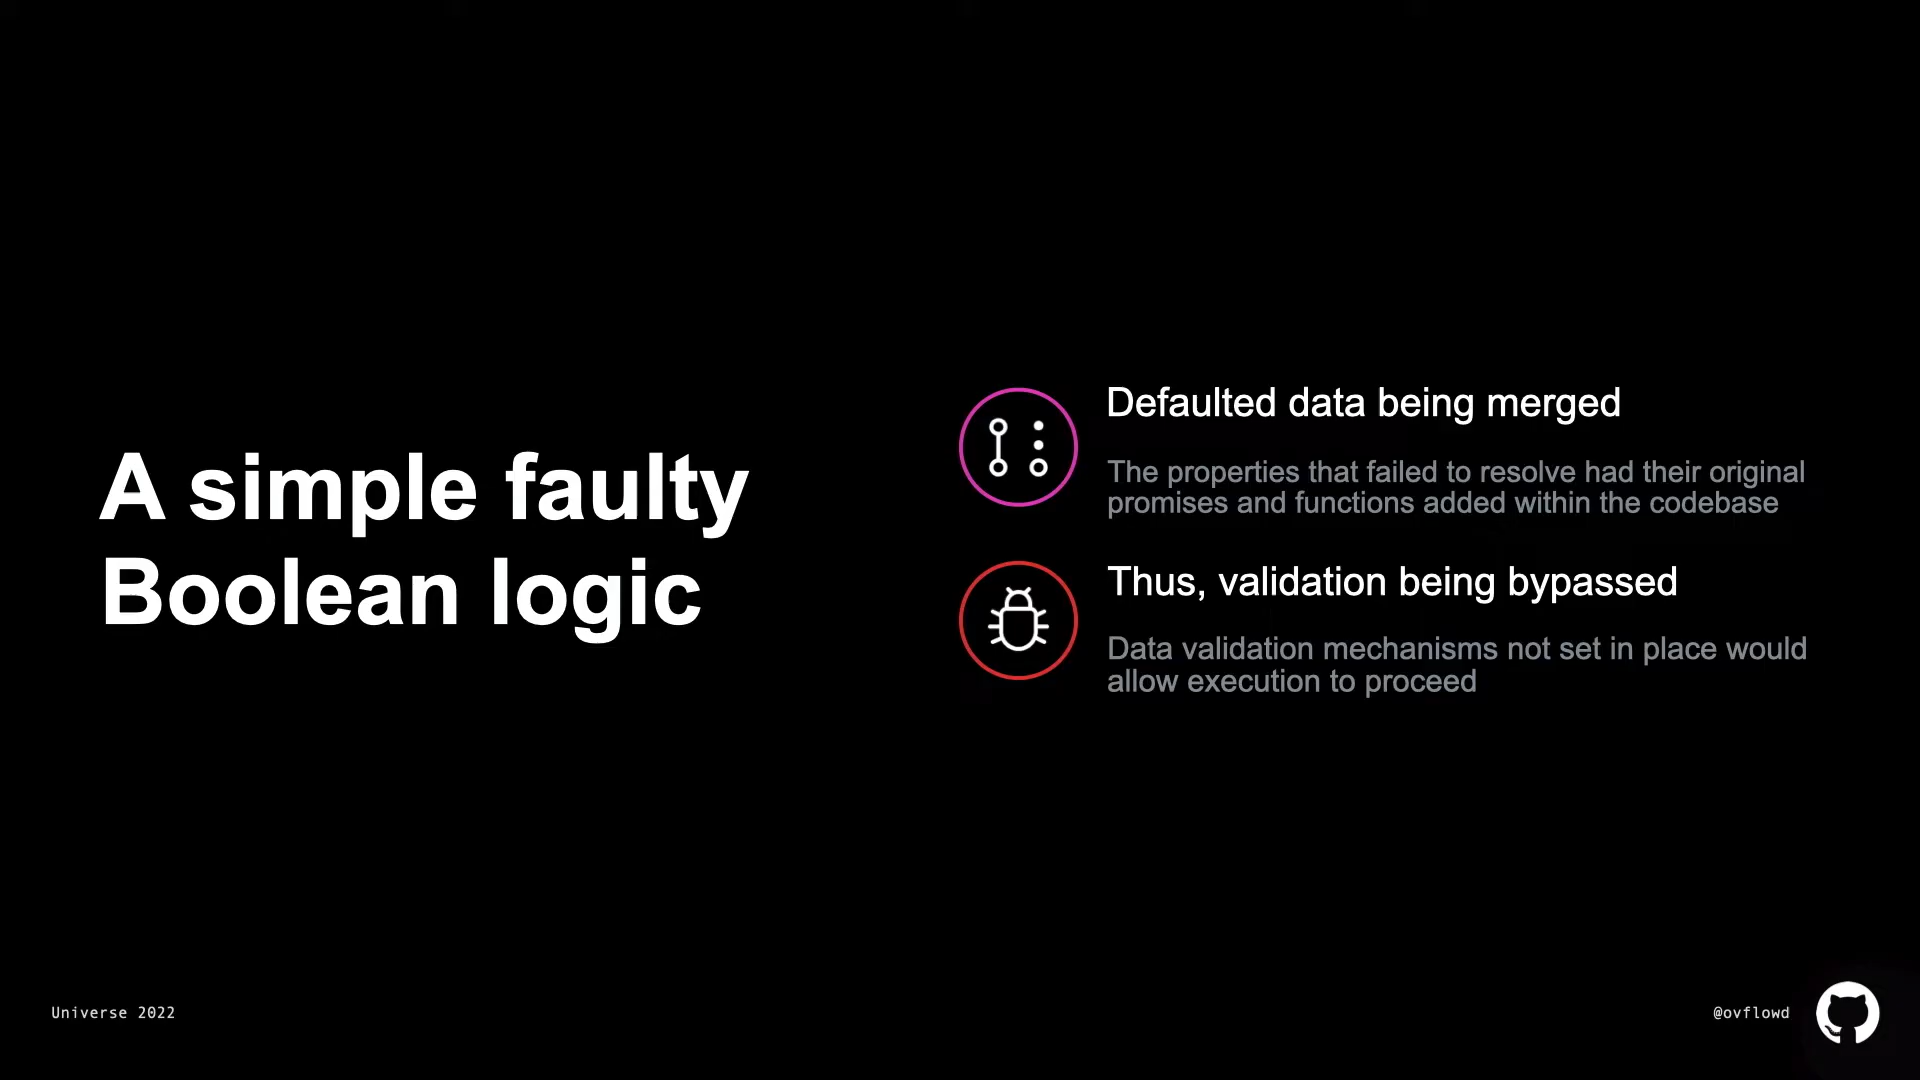 A simple faulty
Boolean logic
Defaulted data being merged
The properties that failed to resolve had their original
promises and functions added within the codebase
Thus, validation being bypassed
Data validation mechanisms not set in place would
allow execution to proceed
Universe 2022
@ovflowd